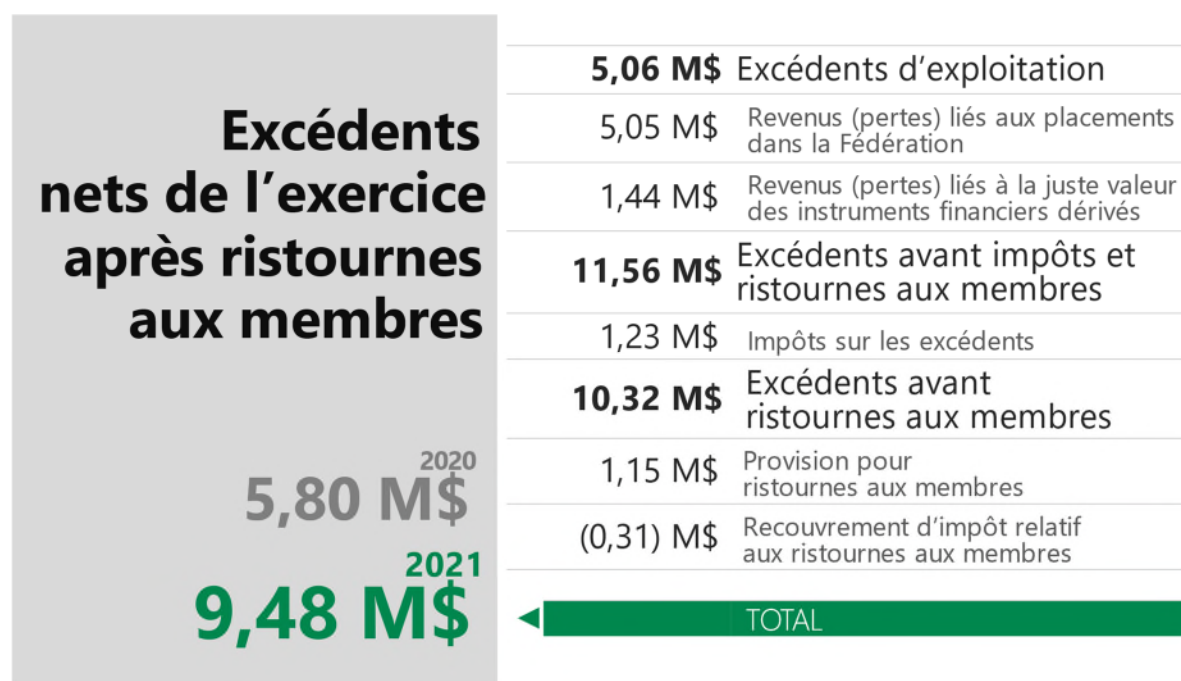 Excédents
nets de l’exercice
après ristournes
aux membres
2020
5,80 M$
2021
9,48 M$
5,06 M$ Excédents d’exploitation
5,05 M$ Revenus (pertes) liés aux placements
dans la Fédération
1,44 M$ Revenus (pertes) liés à la juste valeur
des instruments financiers dérivés
11,56 M$ Excédents avant impôts et
ristournes aux membres
1,23 M$ Impôts sur les excédents
10,32 M$ Excédents avant
ristournes aux membres
1,15 M$ Provision pour
ristournes aux membres
(0,31) M$ Recouvrement d’impôt relatif
aux ristournes aux membres
TOTAL